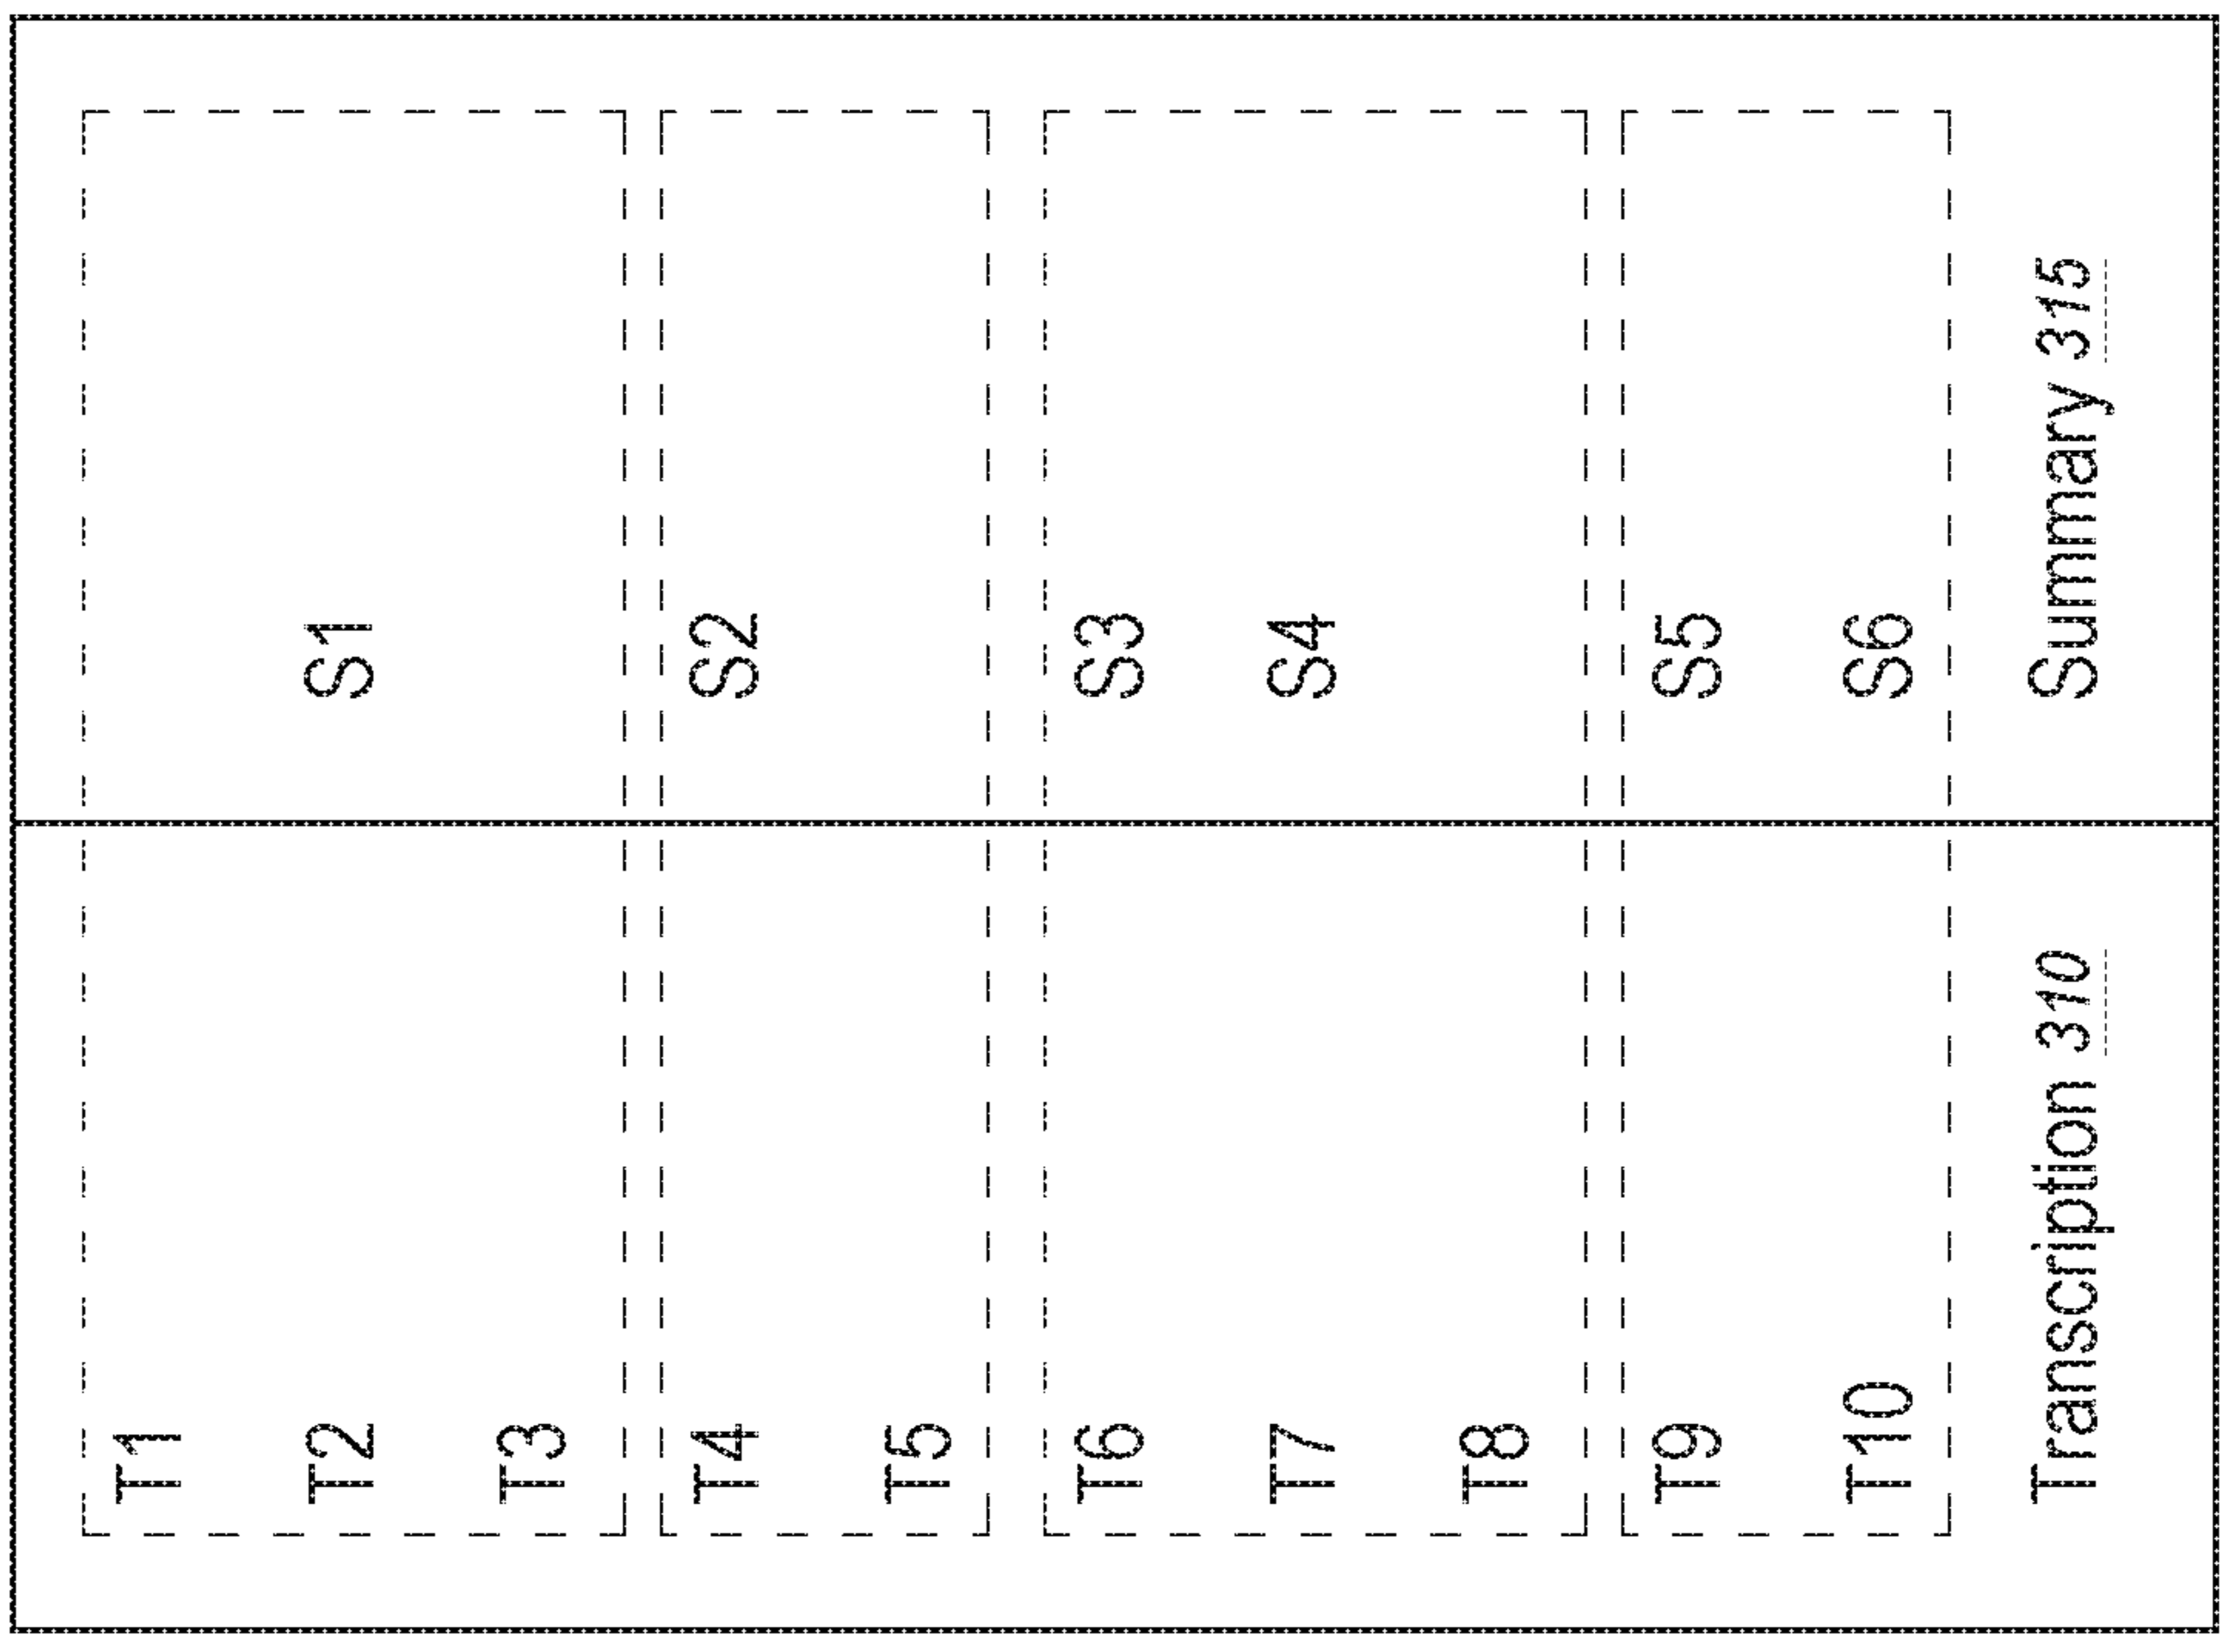 T1
T2 S1
T3
T4 S2
T5
T6 S3
T7 S4
T8
T9 S5
T10 S6
Transcription 310 Summary 315